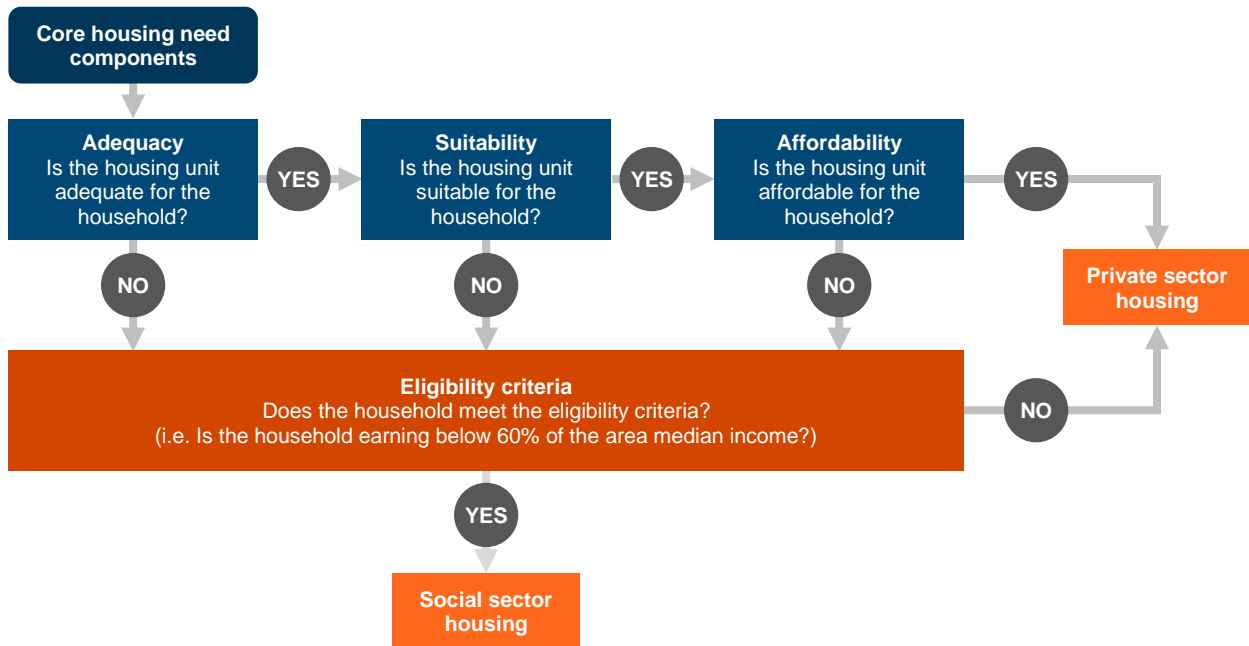 Core housing need
components
Adequacy
Is the housing unit
adequate for the
household?
YES
Suitability
Is the housing unit
suitable for the
household?
YES
Affordability
Is the housing unit
affordable for the
household?
YES
NO
NO
NO
Private sector
housing
Eligibility criteria
Does the household meet the eligibility criteria?
(i.e. Is the household earning below 60% of the area median income?)
NO
YES
Social sector
housing